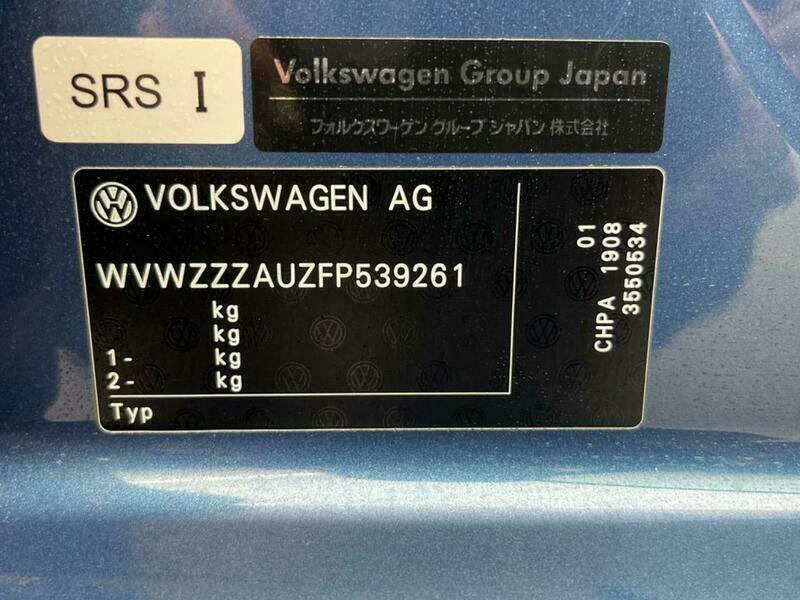 SRS I
Volkswagen Group Japan
フォルクスワーゲン グループ ジャパン 株式会社
VOLKSWAGEN AG
WVWZZZAUZFP539261
kg
kg
1- kg
2- kg
Typ
01
CHPA 1908
3550534